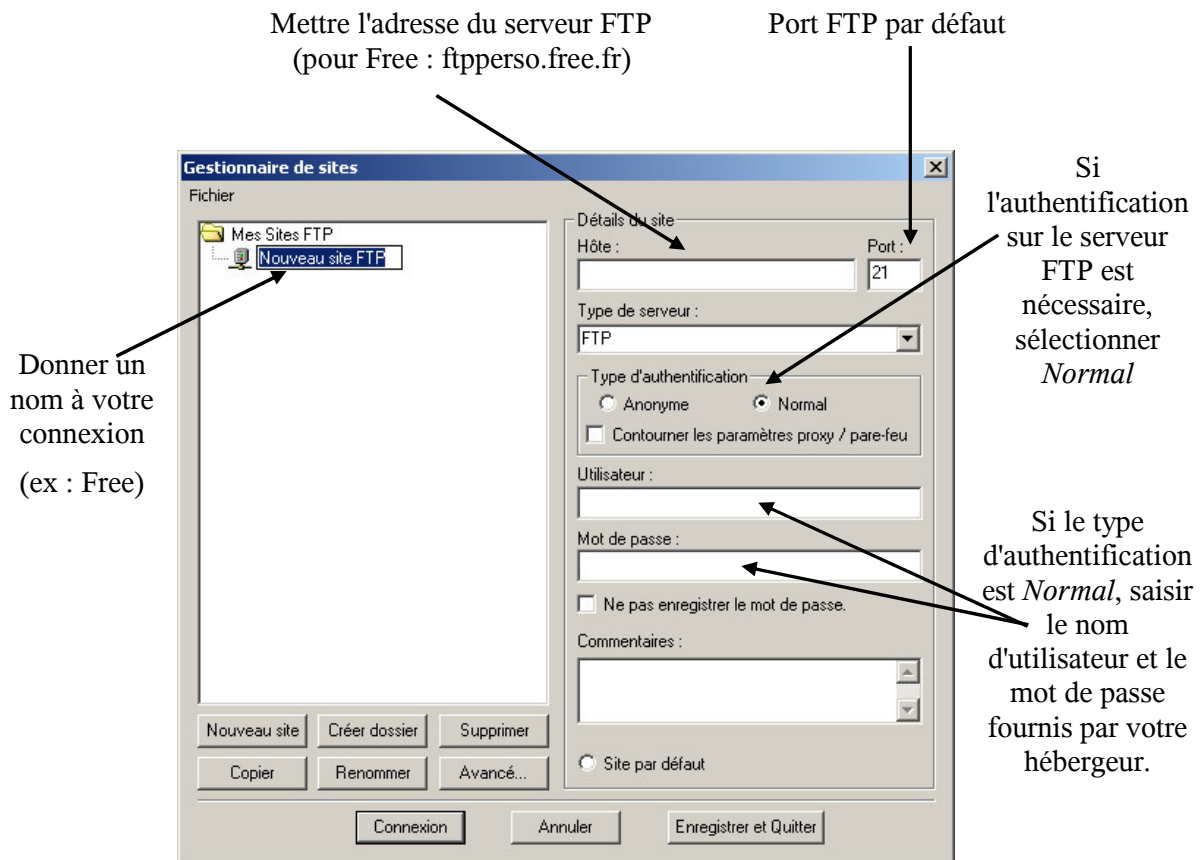 Mettre l'adresse du serveur FTP
(pour Free : ftpperso.free.fr)
Port FTP par défaut
Gestionnaire de sites
Fichier
Mes Sites FTP
Nouveau site FTP
Détails du site
Hôte :
Port :
21
Type de serveur :
FTP
Type d'authentification
Anonyme
Normal
Contourner les paramètres proxy / pare-feu
Utilisateur :
Mot de passe :
Ne pas enregistrer le mot de passe.
Commentaires :
Site par défaut
Nouveau site
Créer dossier
Supprimer
Copier
Renommer
Avancé...
Connexion
Annuler
Enregistrer et Quitter
Donner un
nom à votre
connexion
(ex : Free)
Si
l'authentification
sur le serveur
FTP est
nécessaire,
sélectionner
Normal
Si le type
d'authentification
est Normal, saisir
le nom
d'utilisateur et le
mot de passe
fournis par votre
hébergeur.